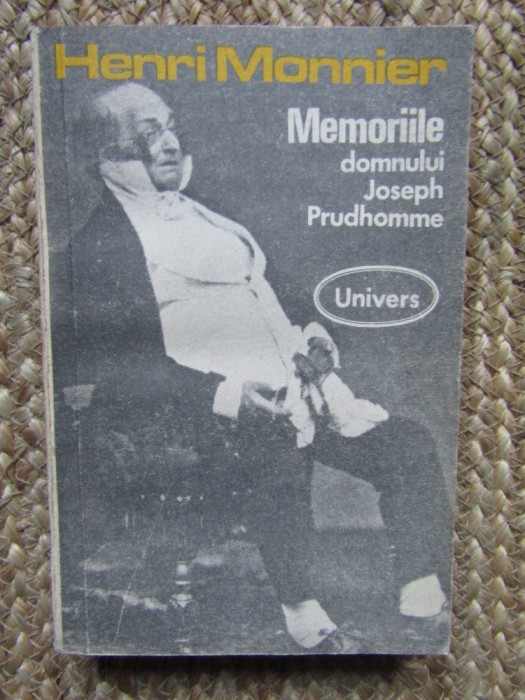 Henri Monnier
Memoriile
domnului
Joseph
Prudhomme
Univers